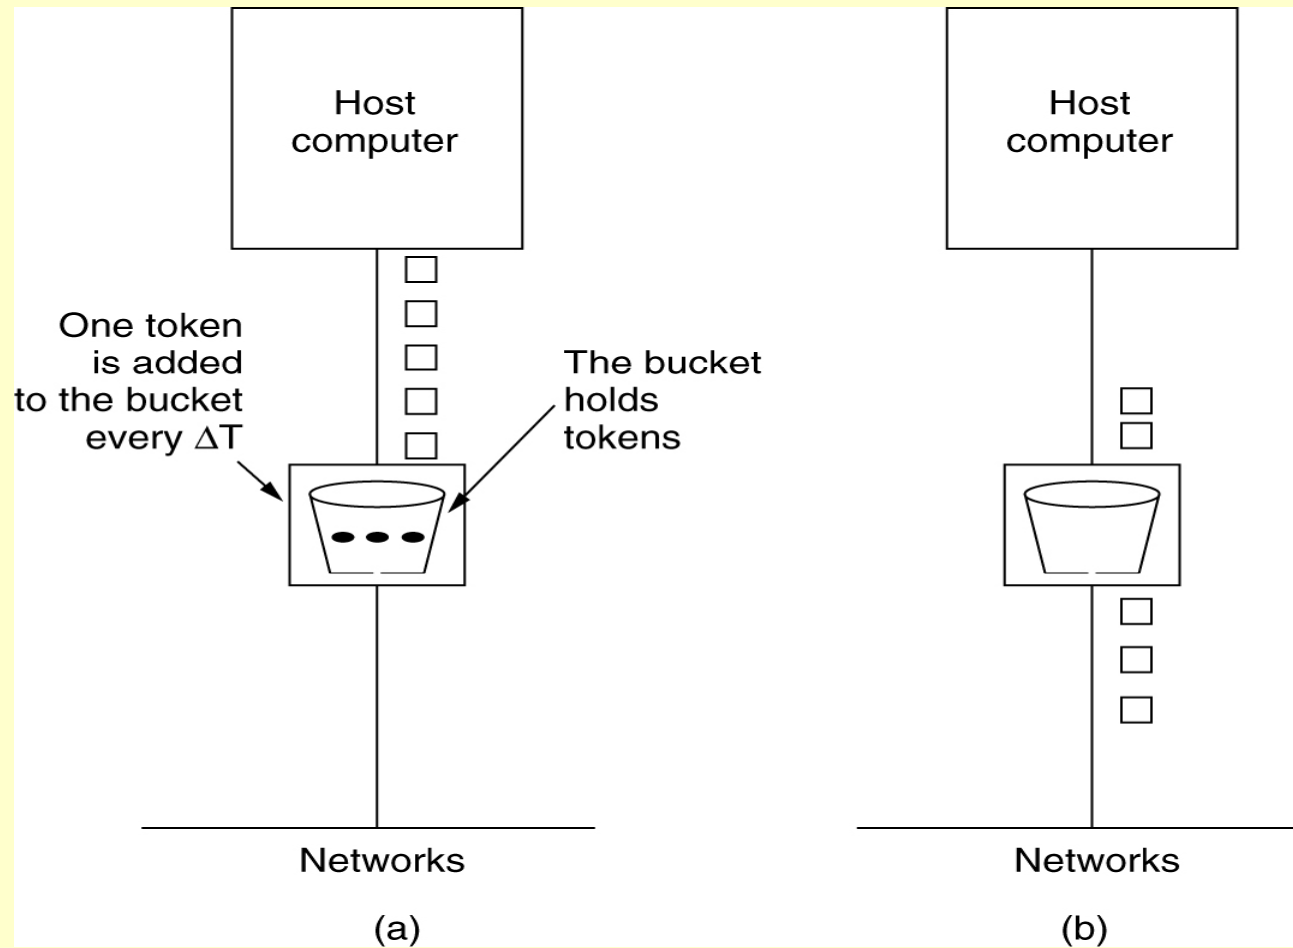 Host
computer
Host
computer
One token
is added
to the bucket
every ΔT
The bucket
holds
tokens
Networks
Networks
(a)
(b)